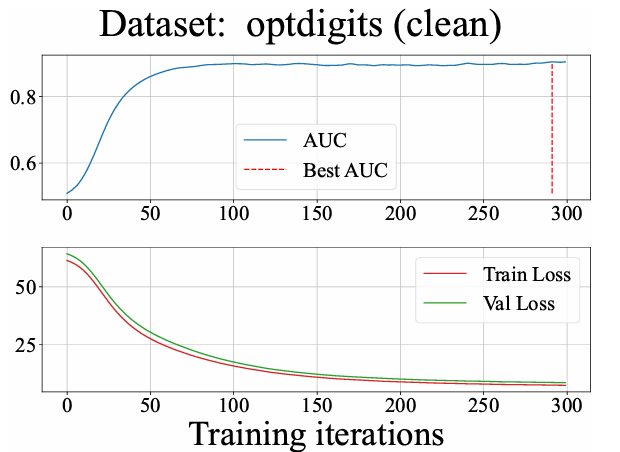 Dataset: optdigits (clean)
0.8
0.6
AUC
Best AUC
0 50 100 150 200 250 300
50
25
Train Loss
Val Loss
0 50 100 150 200 250 300
Training iterations